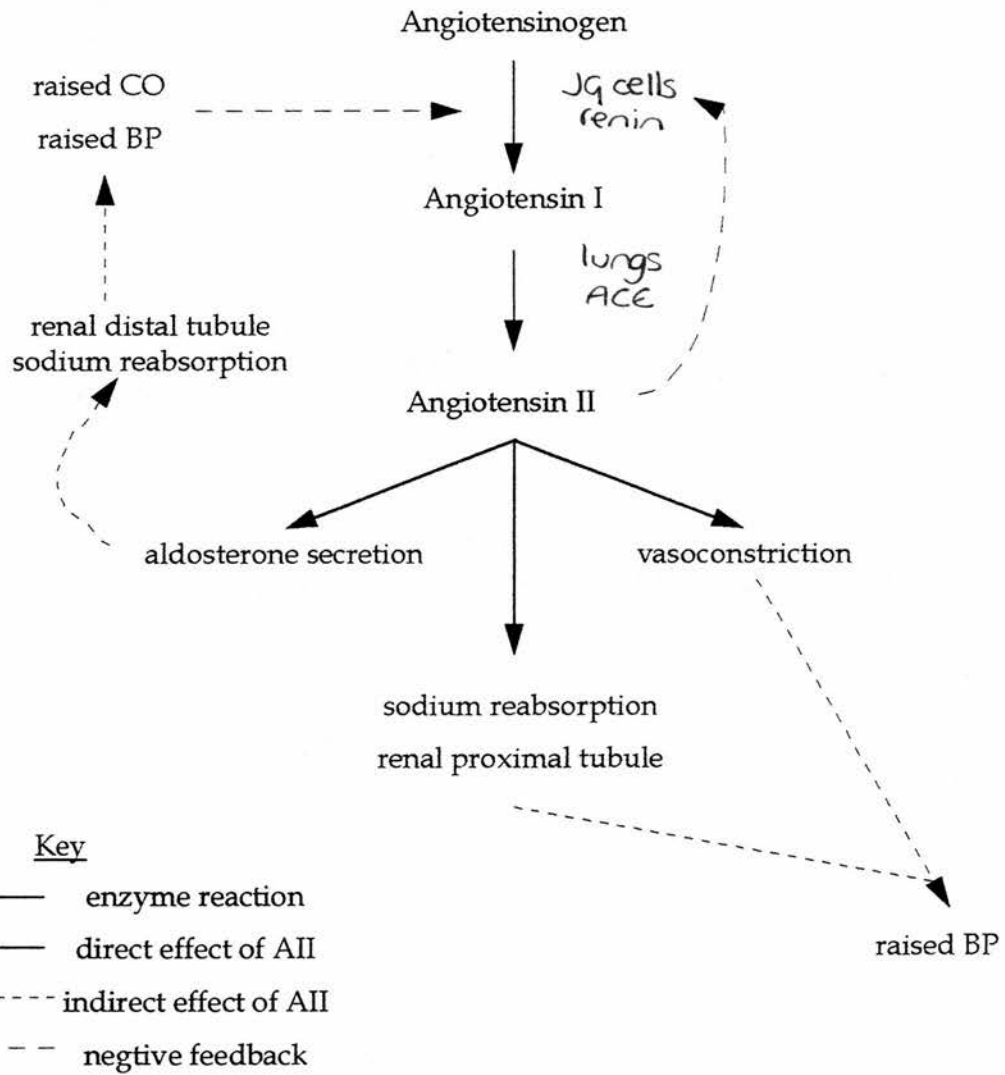 Angiotensinogen
raised CO
raised BP
JG cells
renin
Angiotensin I
lungs
ACE
renal distal tubule
sodium reabsorption
Angiotensin II
aldosterone secretion
vasoconstriction
sodium reabsorption
renal proximal tubule
Key
enzyme reaction
direct effect of AII
indirect effect of AII
negtive feedback
raised BP